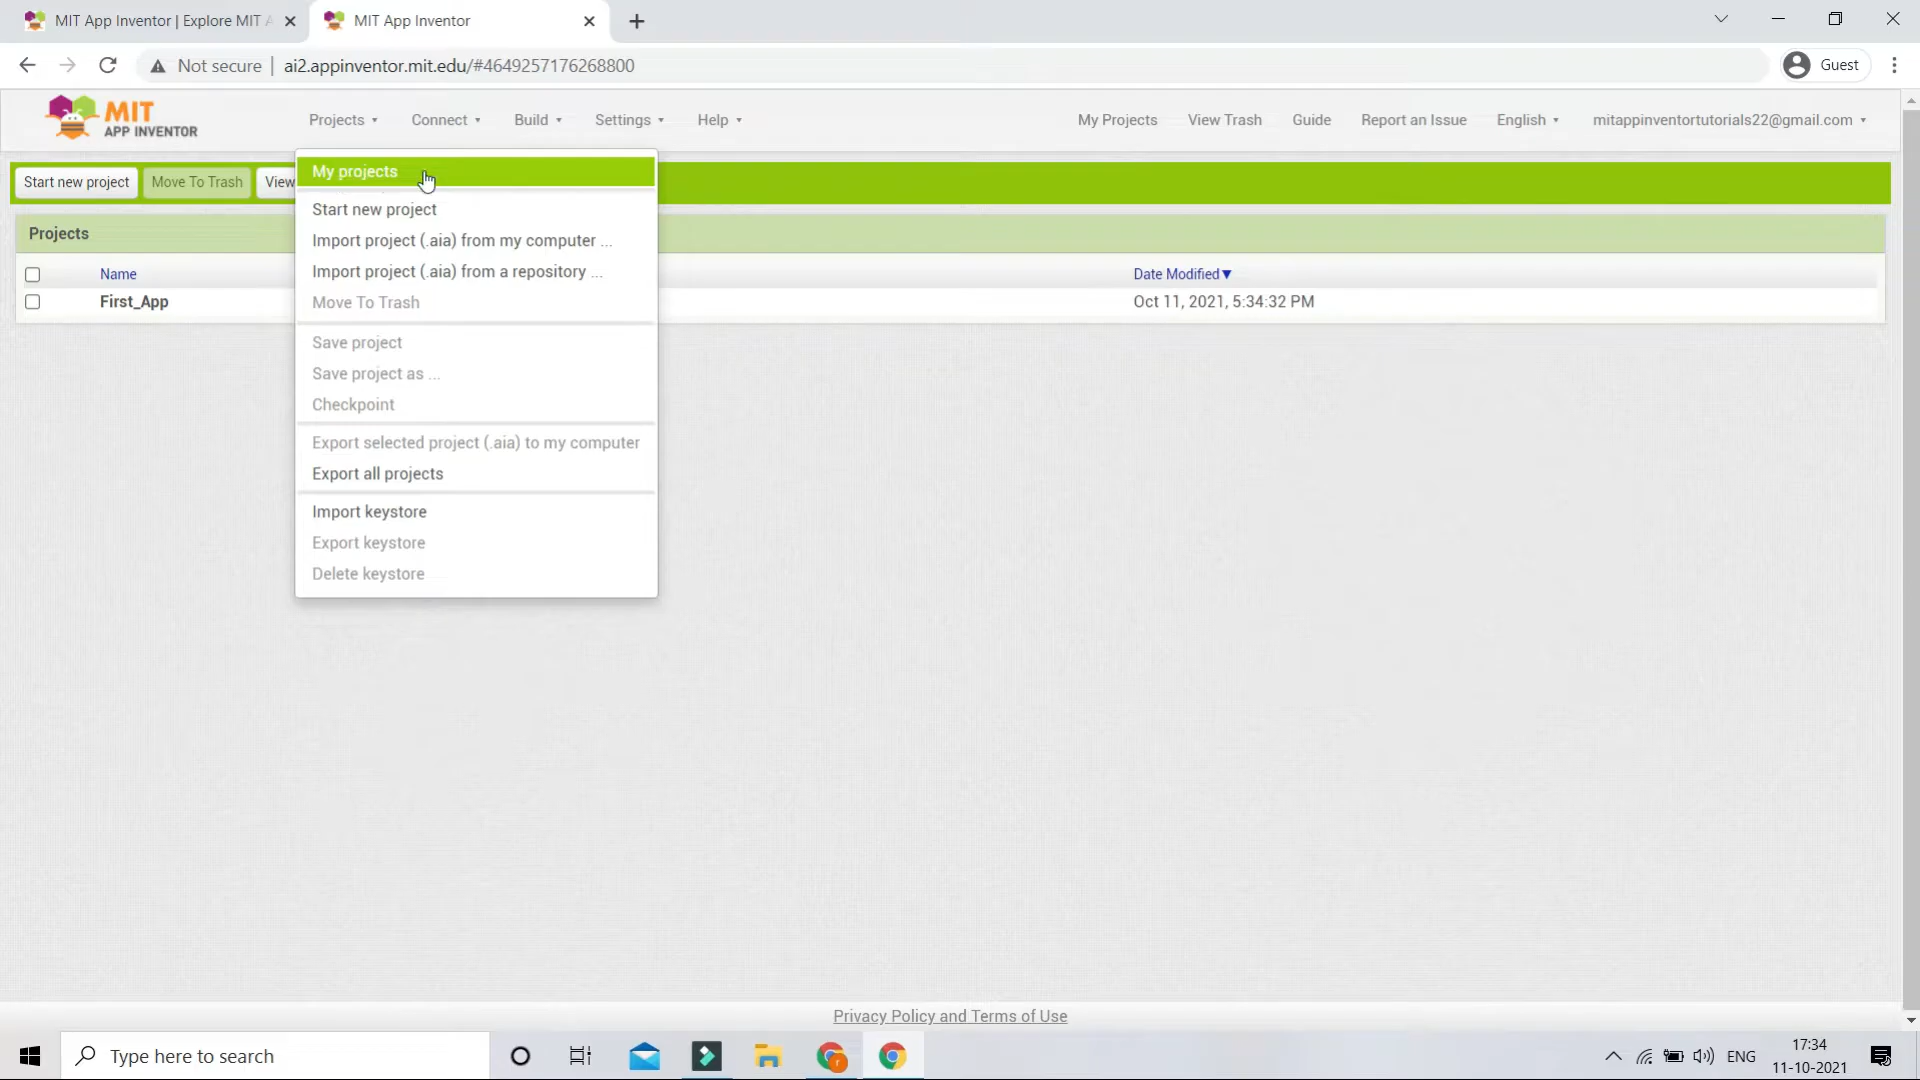 MIT App Inventor | Explore MIT A
MIT App Inventor
Not secure
ai2.appinventor.mit.edu/#4649257176268800
Guest
MIT
APP INVENTOR
Projects
Connect
Build
Settings
Help
My Projects
View Trash
Guide
Report an Issue
English
mitappinventortutorials22@gmail.com
Start new project
Move To Trash
View
My projects
Start new project
Import project (.aia) from my computer ...
Import project (.aia) from a repository ...
Move To Trash
Save project
Save project as ...
Checkpoint
Export selected project (.aia) to my computer
Export all projects
Import keystore
Export keystore
Delete keystore
Projects
Name
Date Modified▼
First_App
Oct 11, 2021, 5:34:32 PM
Privacy Policy and Terms of Use
Type here to search
ENG
17:34
11-10-2021